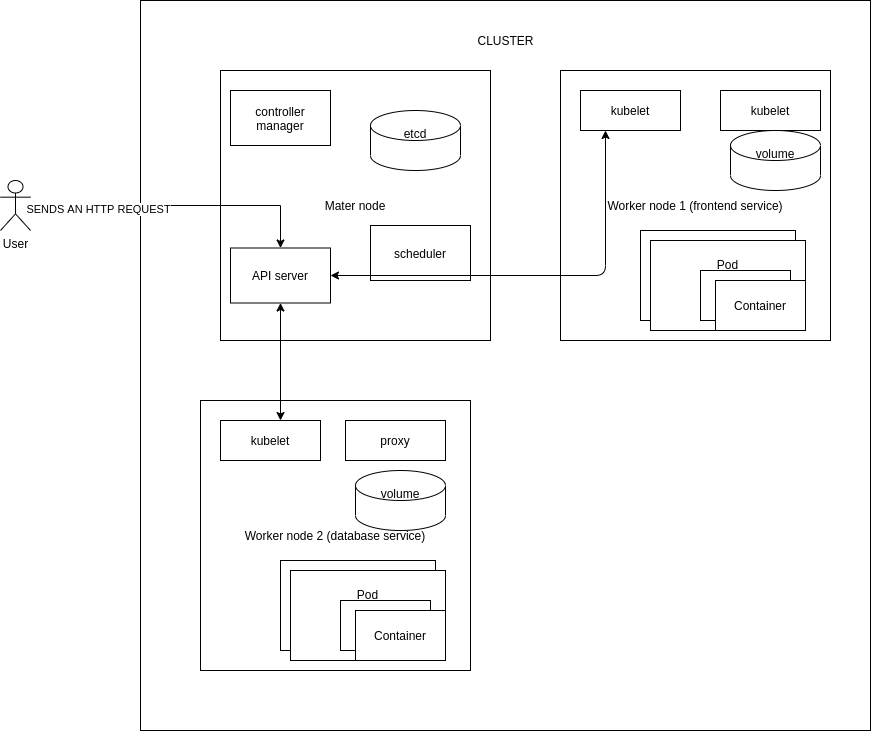 CLUSTER
controller
manager
etcd
kubelet
kubelet
volume
SENDS AN HTTP REQUEST
User
Mater node
Worker node 1 (frontend service)
API server
scheduler
Pod
Container
kubelet
proxy
volume
Worker node 2 (database service)
Pod
Container